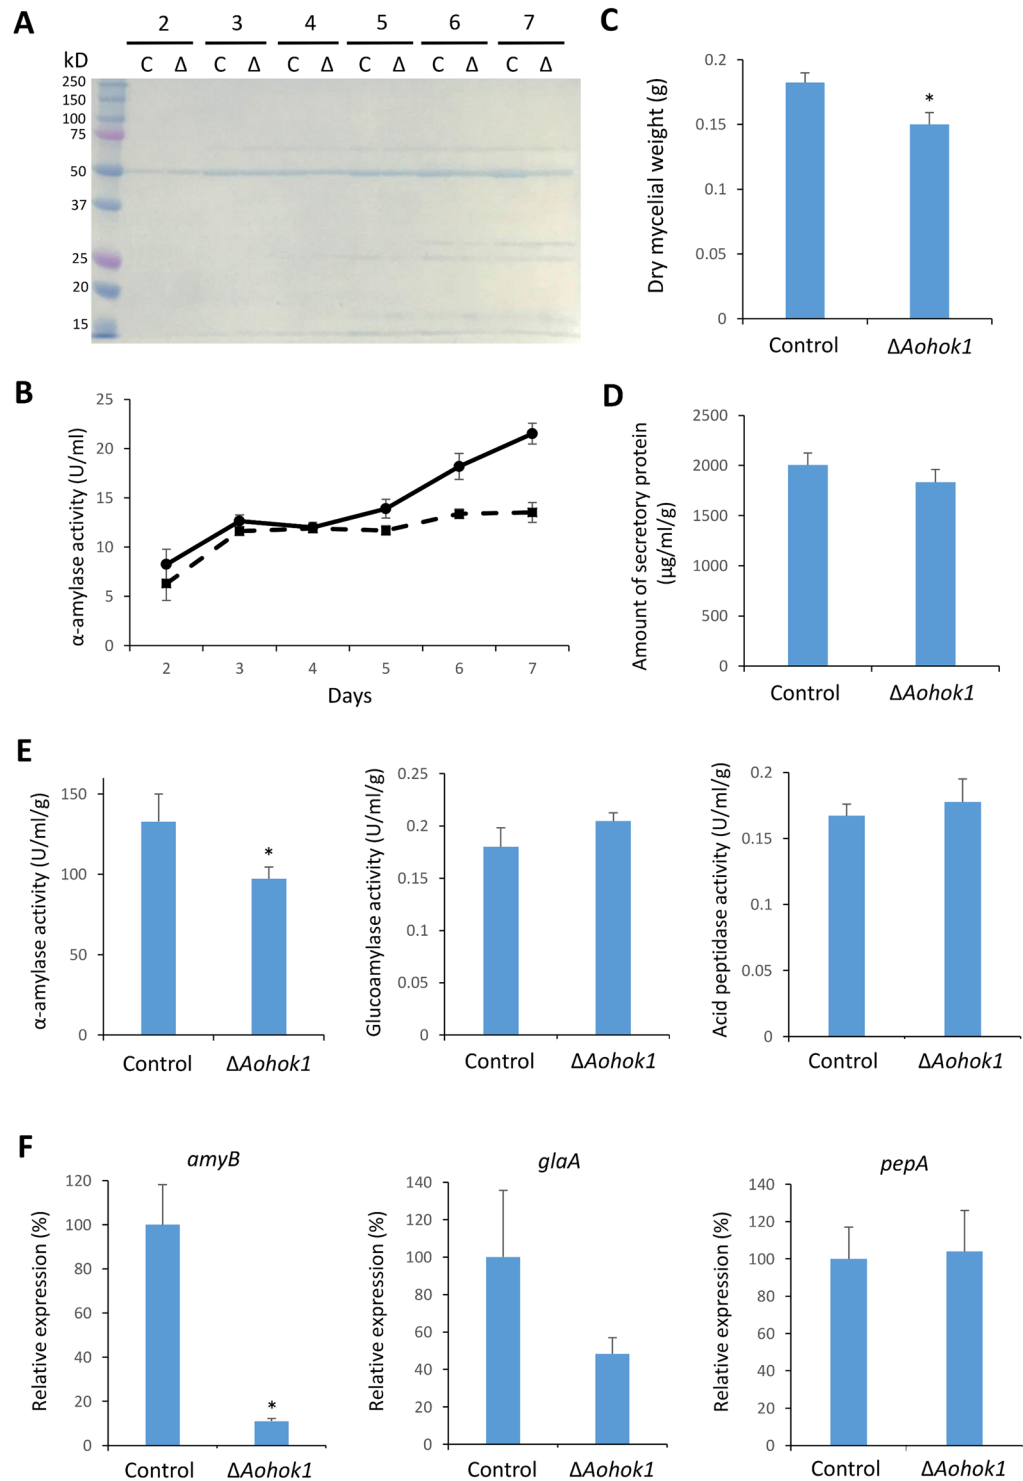 A
2 3 4 5 6 7
kD
C Δ C Δ C Δ C Δ C Δ C Δ
250
150
100
75
50
37
25
20
15
B
α-amylase activity (U/ml)
25
20
15
10
5
0
2 3 4 5 6 7
Days
C
Dry mycelial weight (g)
0.2
0.15
0.1
0.05
0
*
Control ΔAohok1
D
Amount of secretory protein
(μg/ml/g)
2500
2000
1500
1000
500
0
Control ΔAohok1
E
α-amylase activity (U/ml/g)
150
100
50
0
*
Control ΔAohok1
Glucoamylase activity (U/ml/g)
0.25
0.2
0.15
0.1
0.05
0
Control ΔAohok1
Acid peptidase activity (U/ml/g)
0.2
0.15
0.1
0.05
0
Control ΔAohok1
F
amyB
Relative expression (%)
120
100
80
60
40
20
0
*
Control ΔAohok1
glaA
Relative expression (%)
140
120
100
80
60
40
20
0
Control ΔAohok1
pepA
Relative expression (%)
140
120
100
80
60
40
20
0
Control ΔAohok1